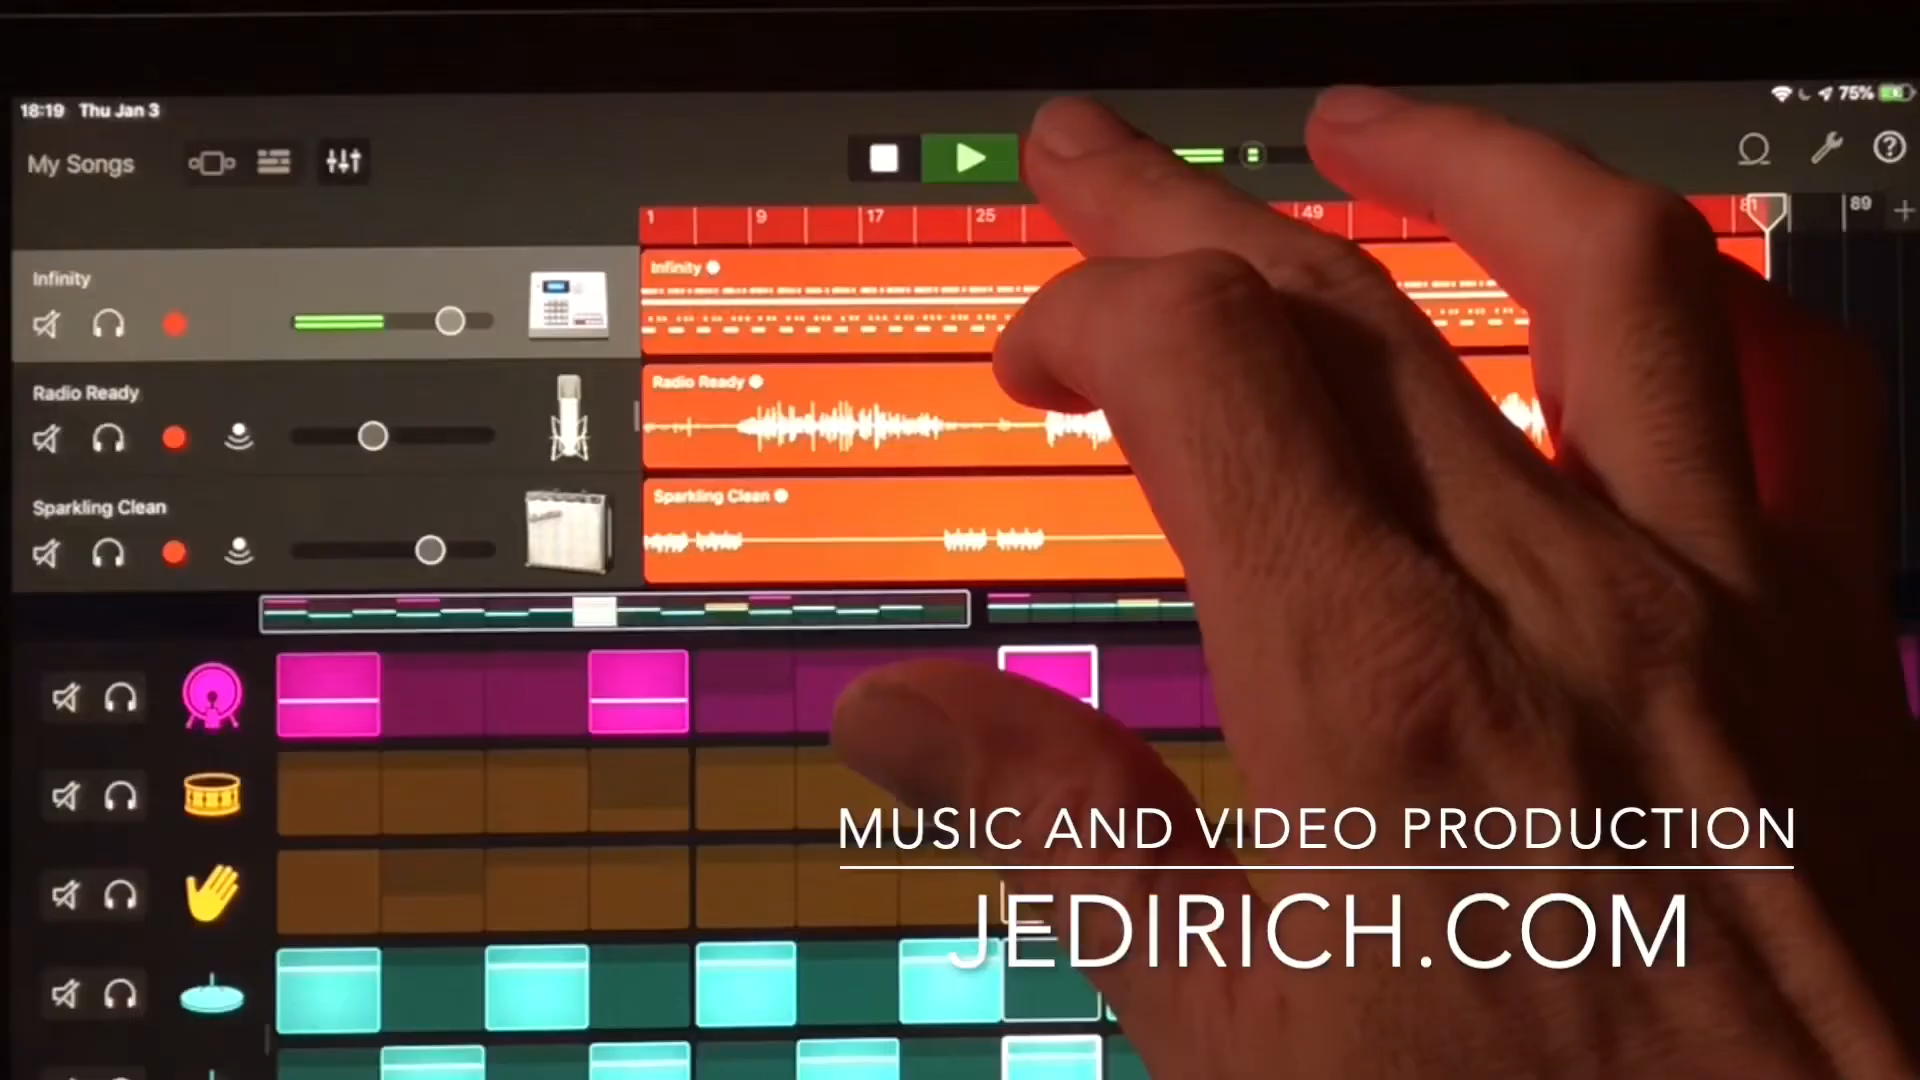 18:19 Thu Jan 3
75%
My Songs
1 9 17 25 49 81 89
Infinity
Infinity
Radio Ready
Radio Ready
Sparkling Clean
Sparkling Clean
MUSIC AND VIDEO PRODUCTION
JEDIRICH.COM